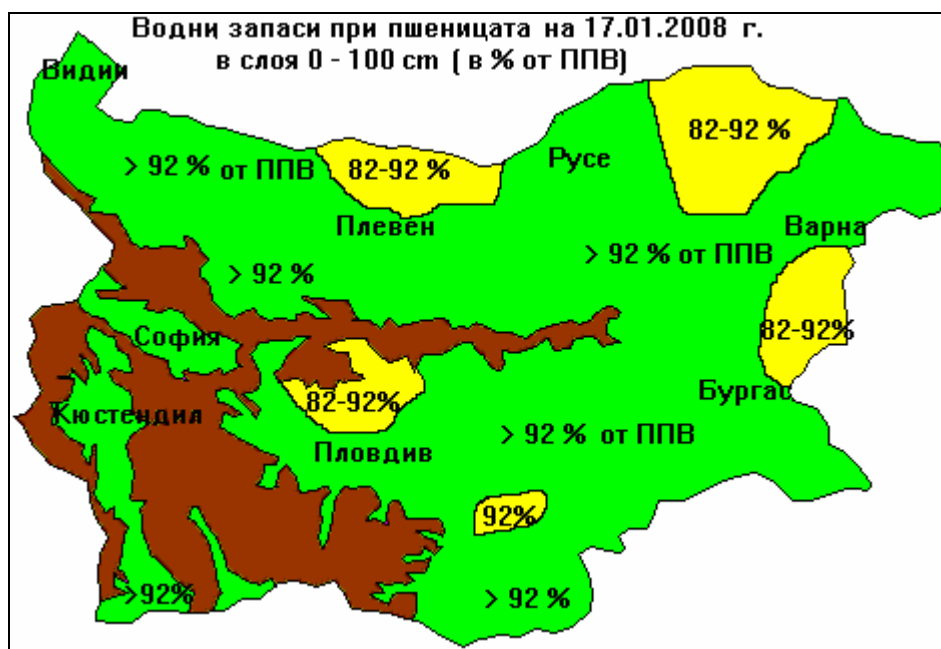 Водни запаси при пшеницата на 17.01.2008 г.
в слоя 0 - 100 cm ( в % от ППВ)
Видин
82-92 %
> 92 % от ППВ
82-92 %
Русе
Плевен
Варна
> 92 % от ППВ
> 92 %
София
82-92%
82-92%
Бургас
Кюстендил
> 92 % от ППВ
Пловдив
92%
>92%
> 92 %